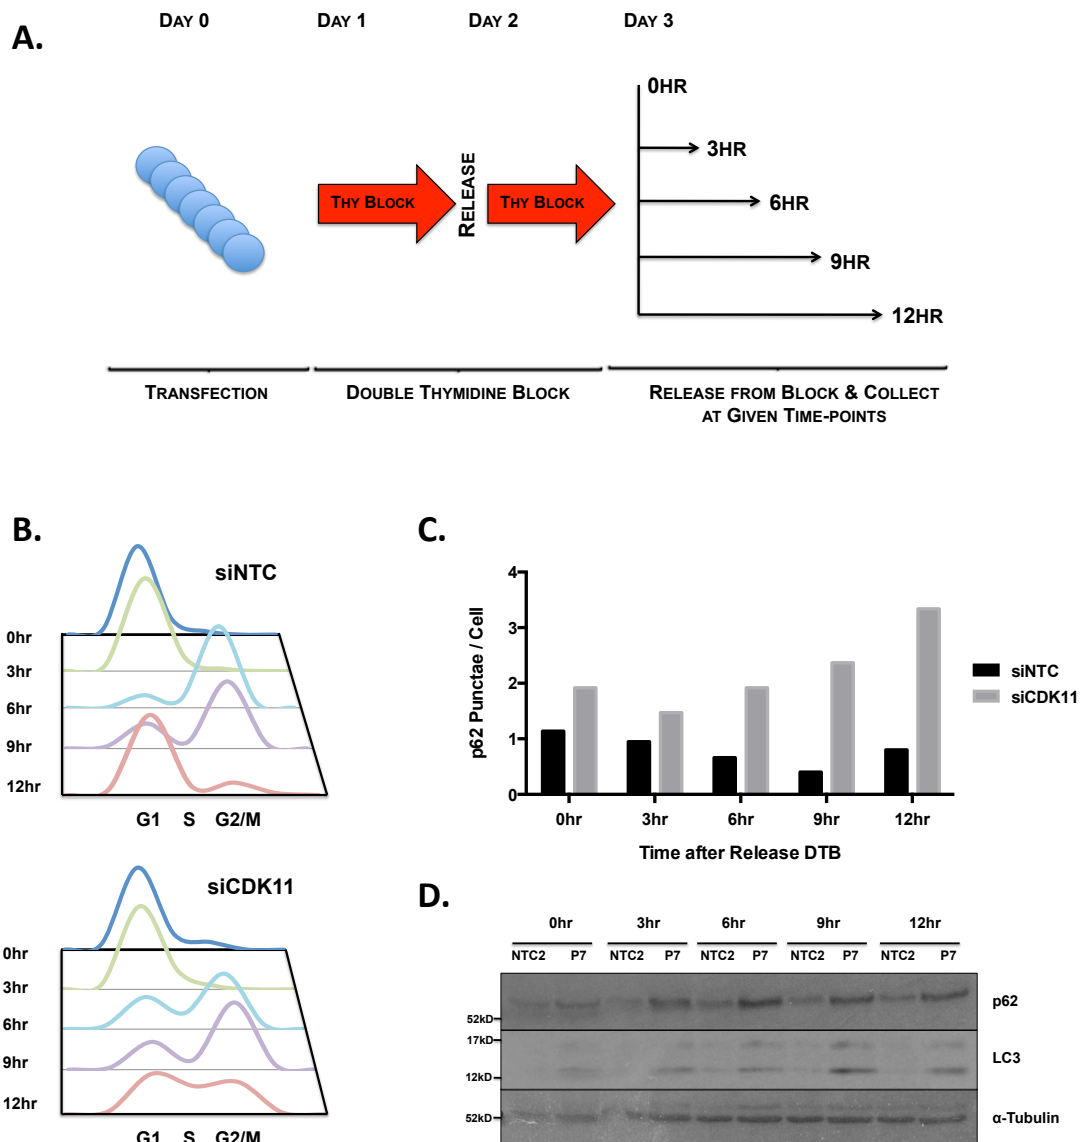 DAY 0 DAY 1 DAY 2 DAY 3
A.
0HR
3HR
THY BLOCK RELEASE THY BLOCK
6HR
9HR
12HR
TRANSFECTION DOUBLE THYMIDINE BLOCK RELEASE FROM BLOCK & COLLECT
AT GIVEN TIME-POINTS
B.
siNTC
0hr
3hr
6hr
9hr
12hr
G1 S G2/M
siCDK11
0hr
3hr
6hr
9hr
12hr
G1 S G2/M
C.
p62 Punctae / Cell
4
3
2
1
0
0hr 3hr 6hr 9hr 12hr
Time after Release DTB
siNTC
siCDK11
D.
0hr 3hr 6hr 9hr 12hr
NTC2 P7 NTC2 P7 NTC2 P7 NTC2 P7 NTC2 P7
p62
52kD
17kD
LC3
12kD
52kD
α-Tubulin